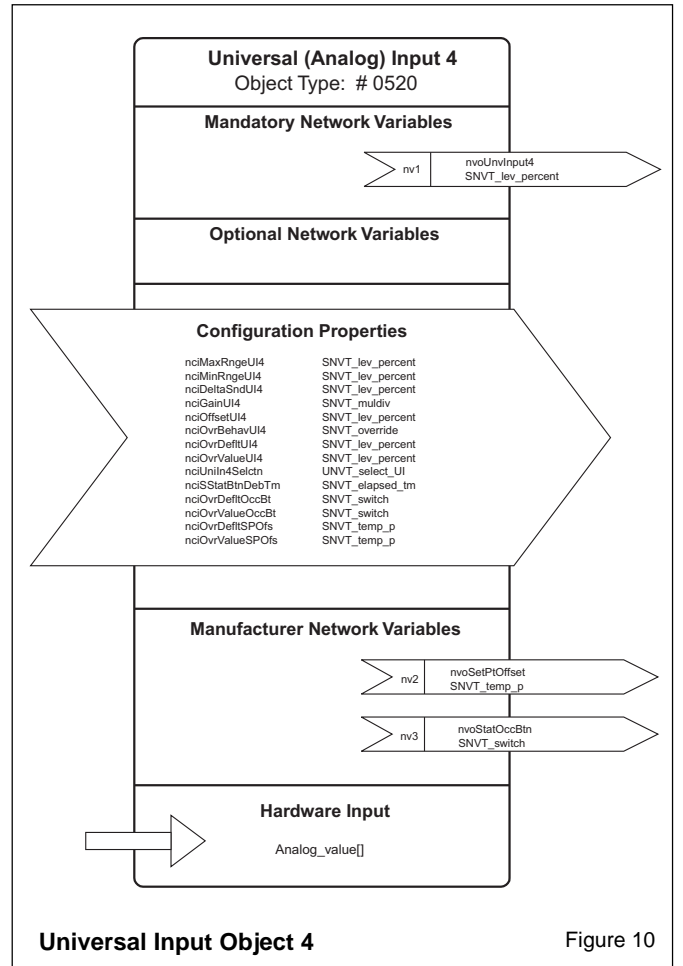 Universal (Analog) Input 4
Object Type: # 0520
Mandatory Network Variables
nv1 nvoUnvInput4
SNVT_lev_percent
Optional Network Variables
Configuration Properties
nciMaxRngeUI4 SNVT_lev_percent
nciMinRngeUI4 SNVT_lev_percent
nciDeltaSndUI4 SNVT_lev_percent
nciGainUI4 SNVT_muldiv
nciOffsetUI4 SNVT_lev_percent
nciOvrBehavUI4 SNVT_override
nciOvrDefltUI4 SNVT_lev_percent
nciOvrValueUI4 SNVT_lev_percent
nciUniIn4Selctn UNVT_select_UI
nciSStatBtnDebTm SNVT_elapsed_tm
nciOvrDefltOccBt SNVT_switch
nciOvrValueOccBt SNVT_switch
nciOvrDefltSPOfs SNVT_temp_p
nciOvrValueSPOfs SNVT_temp_p
Manufacturer Network Variables
nv2 nvoSetPtOffset
SNVT_temp_p
nv3 nvoStatOccBtn
SNVT_switch
Hardware Input
Analog_value[]
Universal Input Object 4 Figure 10